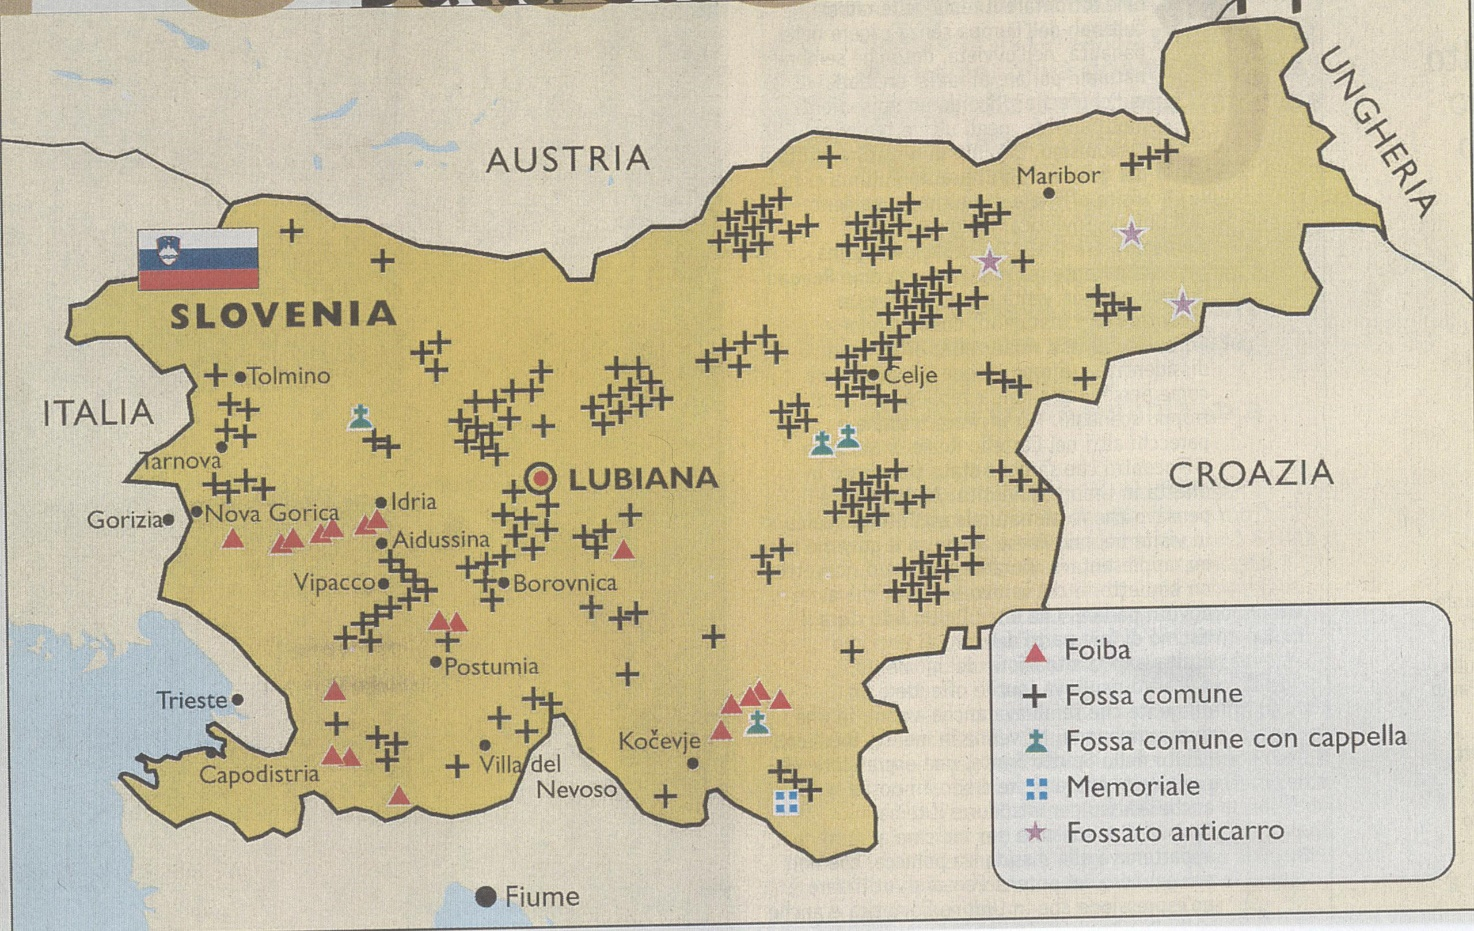 UNGHERIA
AUSTRIA
Maribor
SLOVENIA
Tolmino
Celje
ITALIA
Tarnova
LUBIANA
CROAZIA
Idria
Gorizia
Nova Gorica
Aidussina
Vipacco
Borovnica
Postumia
Trieste
Kočevje
Capodistria
Villa del
Nevoso
Fiume
Foiba
Fossa comune
Fossa comune con cappella
Memoriale
Fossato anticarro